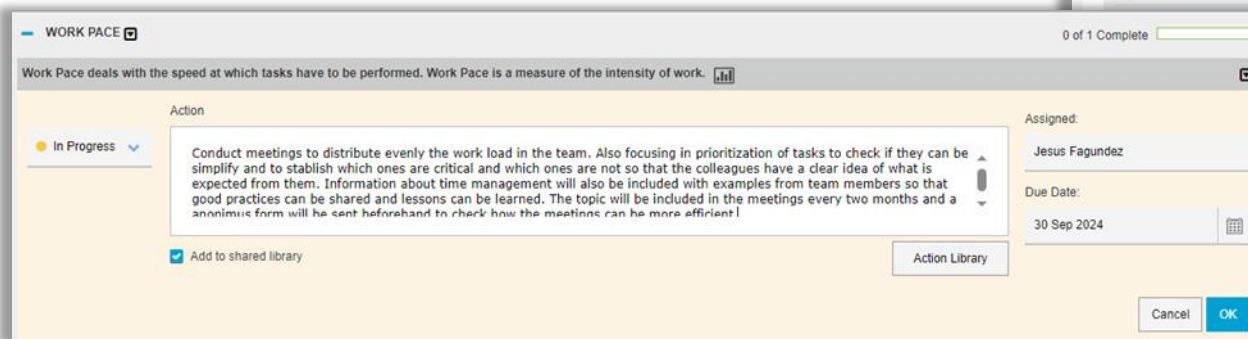 WORK PACE
0 of 1 Complete
Work Pace deals with the speed at which tasks have to be performed. Work Pace is a measure of the intensity of work.
Action
Assigned:
In Progress
Conduct meetings to distribute evenly the work load in the team. Also focusing in prioritization of tasks to check if they can be
simplify and to stablish which ones are critical and which ones are not so that the colleagues have a clear idea of what is
expected from them. Information about time management will also be included with examples from team members so that
good practices can be shared and lessons can be learned. The topic will be included in the meetings every two months and a
anonimus form will be sent beforehand to check how the meetings can be more efficient
Jesus Fagundez
Due Date:
30 Sep 2024
Add to shared library
Action Library
Cancel
OK